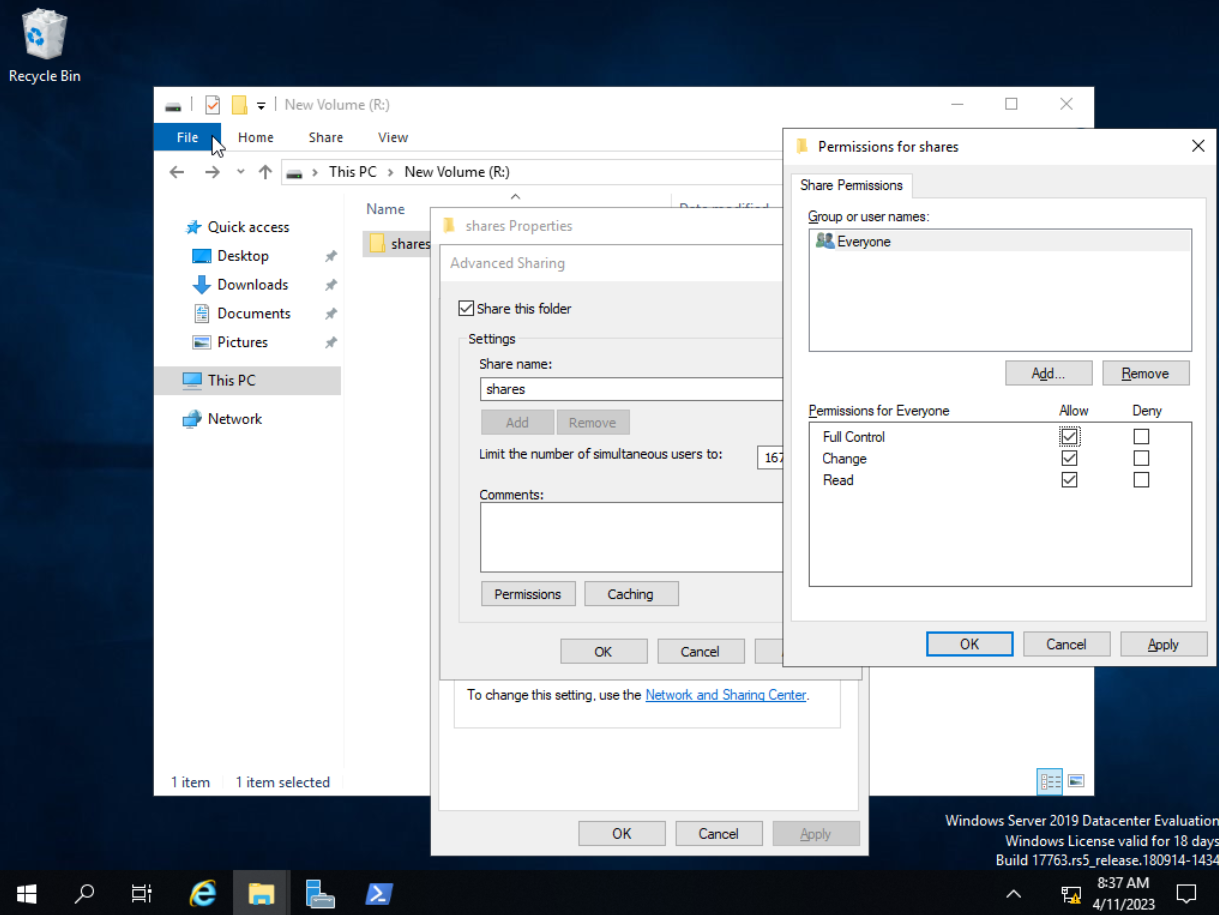 Recycle Bin
New Volume (R:)
File Home Share View
This PC > New Volume (R:)
Name
Date modified
Quick access
Desktop
Downloads
Documents
Pictures
This PC
Network
shares
1 item 1 item selected
shares Properties
Advanced Sharing
Share this folder
Settings
Share name:
shares
Add Remove
Limit the number of simultaneous users to: 167
Comments:
Permissions Caching
OK Cancel
To change this setting, use the Network and Sharing Center.
OK Cancel Apply
Permissions for shares
Share Permissions
Group or user names:
Everyone
Add... Remove
Permissions for Everyone Allow Deny
Full Control
Change
Read
OK Cancel Apply
Windows Server 2019 Datacenter Evaluation
Windows License valid for 18 days
Build 17763.rs5_release.180914-1434
8:37 AM
4/11/2023